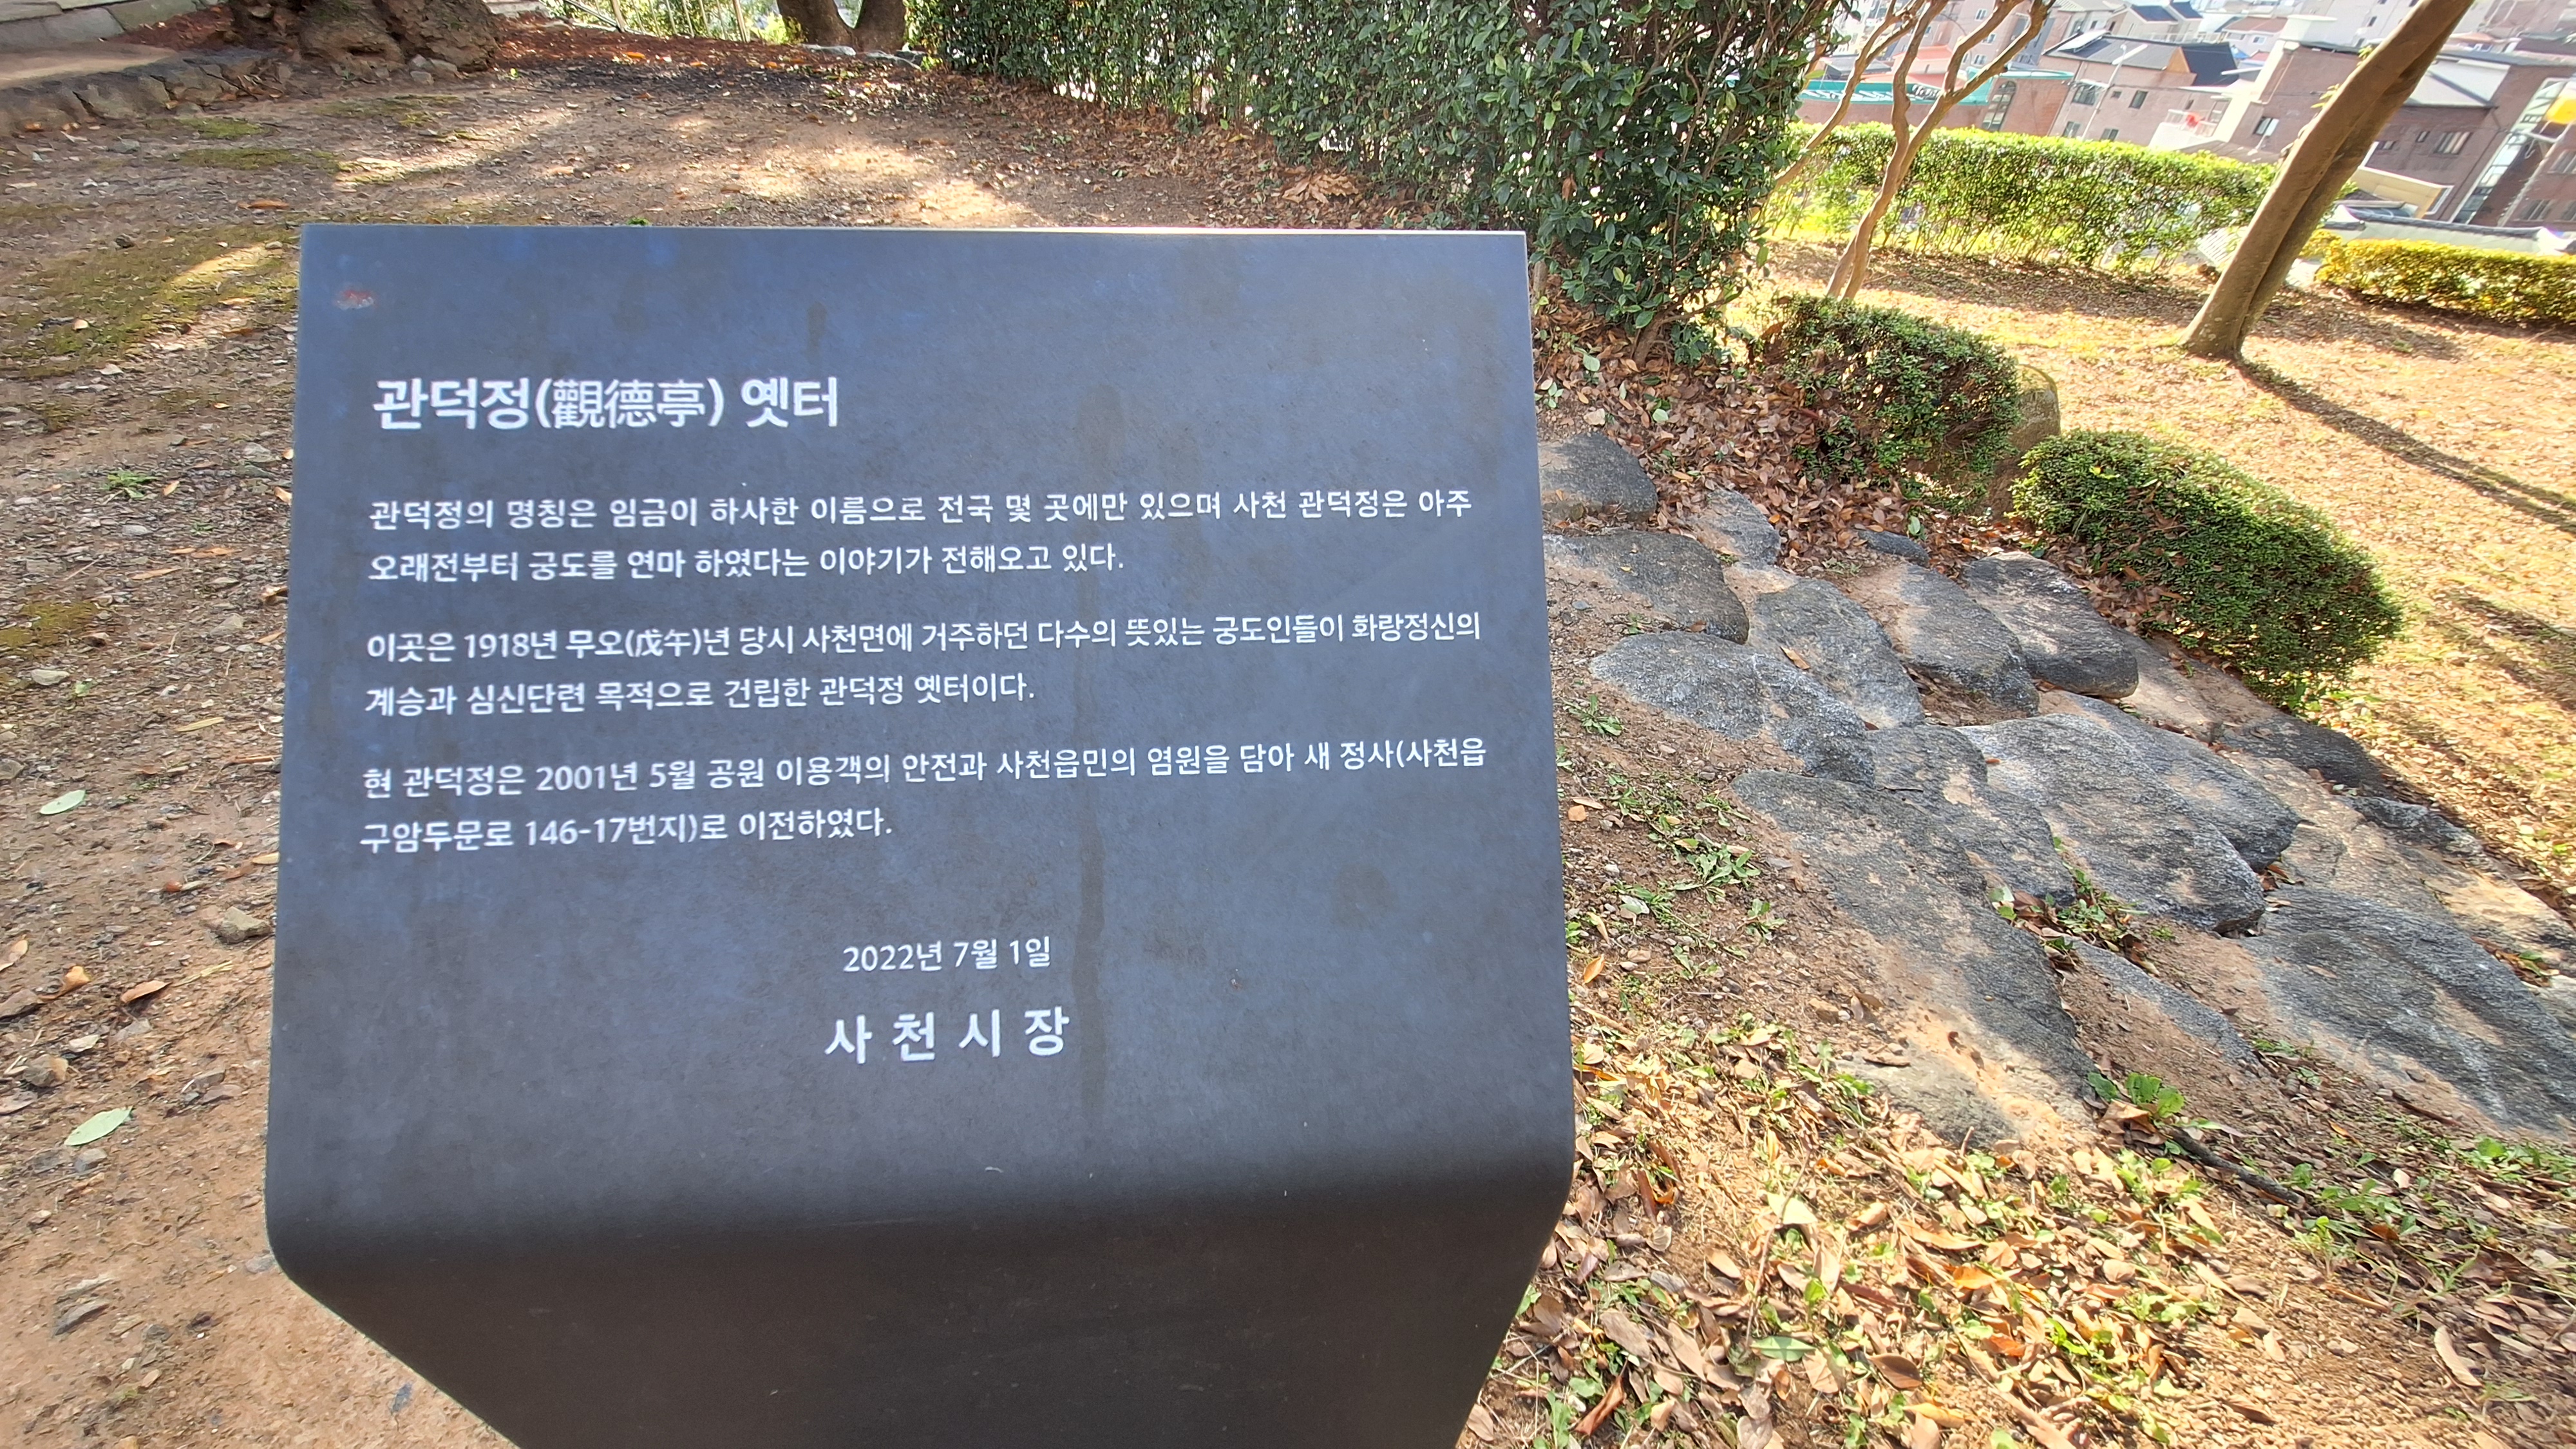 관덕정(觀德亭) 옛터
관덕정의 명칭은 임금이 하사한 이름으로 전국 몇 곳에만 있으며 사천 관덕정은 아주
오래전부터 궁도를 연마 하였다는 이야기가 전해오고 있다.
이곳은 1918년 무오(戊午)년 당시 사천면에 거주하던 다수의 뜻있는 궁도인들이 화랑정신의
계승과 심신단련 목적으로 건립한 관덕정 옛터이다.
현 관덕정은 2001년 5월 공원 이용객의 안전과 사천읍민의 염원을 담아 새 정사(사천읍
구암두문로 146-17번지)로 이전하였다.
2022년 7월 1일
사 천 시 장